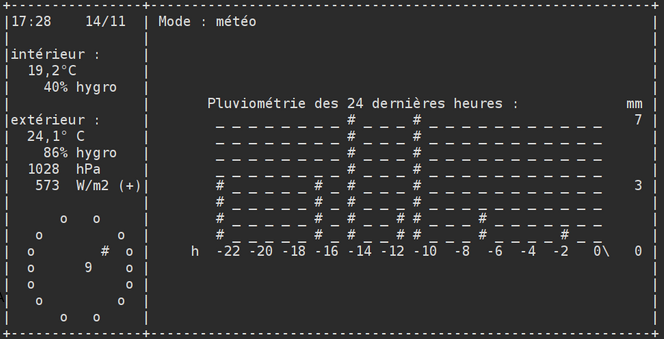 17:28 14/11 Mode : météo
intérieur :
19,2°C
40% hygro
Pluviométrie des 24 dernières heures : mm
extérieur : # # 7
24,1° C # #
86% hygro # #
1028 hPa # #
573 W/m2 (+) # # # # 3
# # # #
o o # # # # # #
o o # # # # # # #
o # o h -22 -20 -18 -16 -14 -12 -10 -8 -6 -4 -2 0\ 0
o 9 o
o o
o o
o o